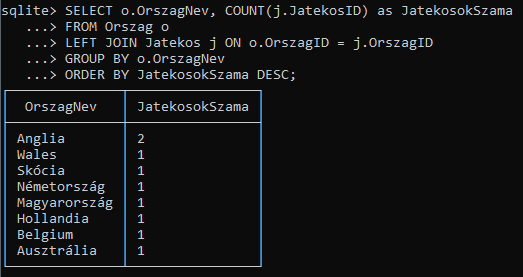 sqlite> SELECT o.OrszagNev, COUNT(j.JatekosID) as JatekosokSzama
...> FROM Orszag o
...> LEFT JOIN Jatekos j ON o.OrszagID = j.OrszagID
...> GROUP BY o.OrszagNev
...> ORDER BY JatekosokSzama DESC;
OrszagNev JatekosokSzama
Anglia 2
Wales 1
Skócia 1
Németország 1
Magyarország 1
Hollandia 1
Belgium 1
Ausztrália 1